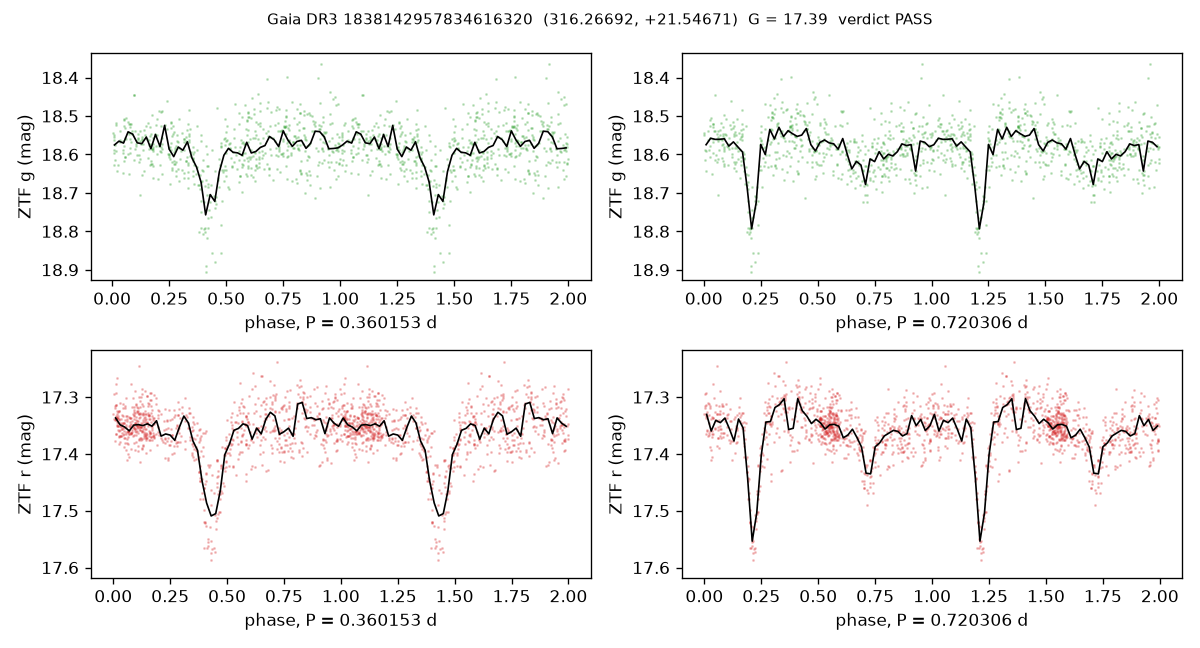 Gaia DR3 1838142957834616320  (316.26692, +21.54671)  G = 17.39  verdict PASS
ZTF g (mag)
18.4
18.5
18.6
18.7
18.8
18.9
0.00 0.25 0.50 0.75 1.00 1.25 1.50 1.75 2.00
phase, P = 0.360153 d
ZTF g (mag)
18.4
18.5
18.6
18.7
18.8
18.9
0.00 0.25 0.50 0.75 1.00 1.25 1.50 1.75 2.00
phase, P = 0.720306 d
ZTF r (mag)
17.3
17.4
17.5
17.6
0.00 0.25 0.50 0.75 1.00 1.25 1.50 1.75 2.00
phase, P = 0.360153 d
ZTF r (mag)
17.3
17.4
17.5
17.6
0.00 0.25 0.50 0.75 1.00 1.25 1.50 1.75 2.00
phase, P = 0.720306 d